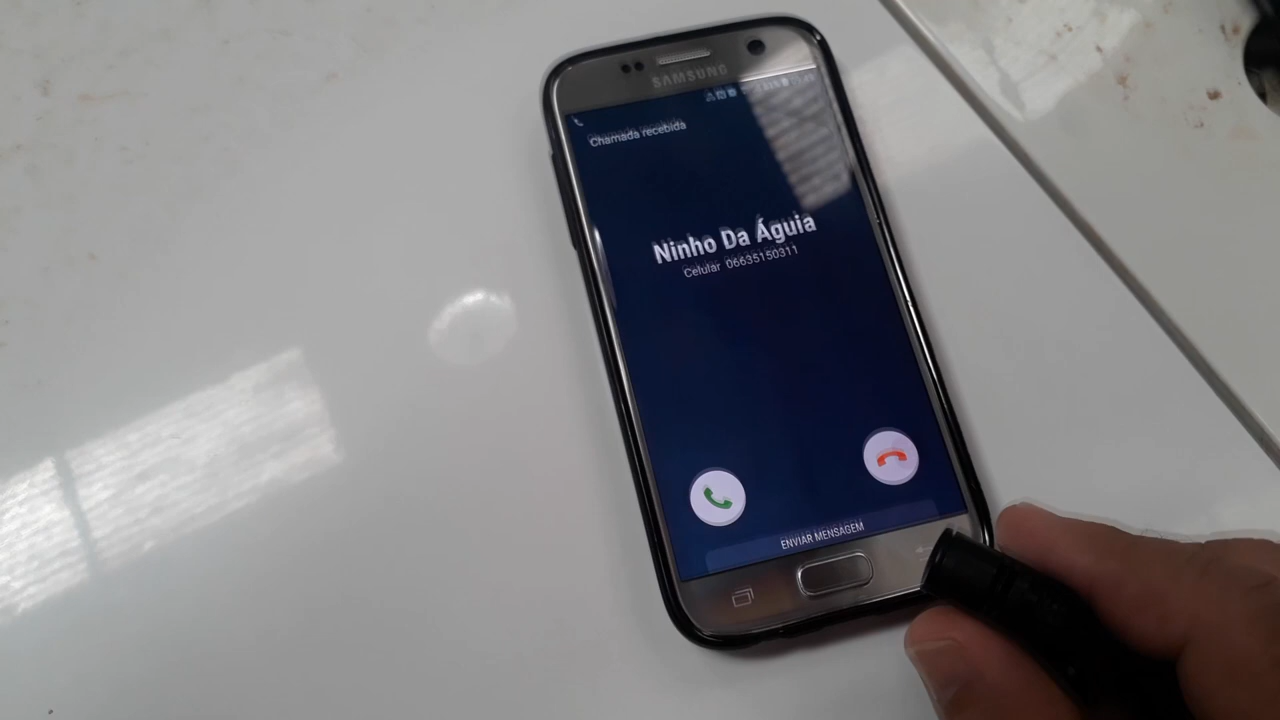 SAMSUNG
Chamada recebida
Ninho Da Águia
Celular 06635150311
ENVIAR MENSAGEM